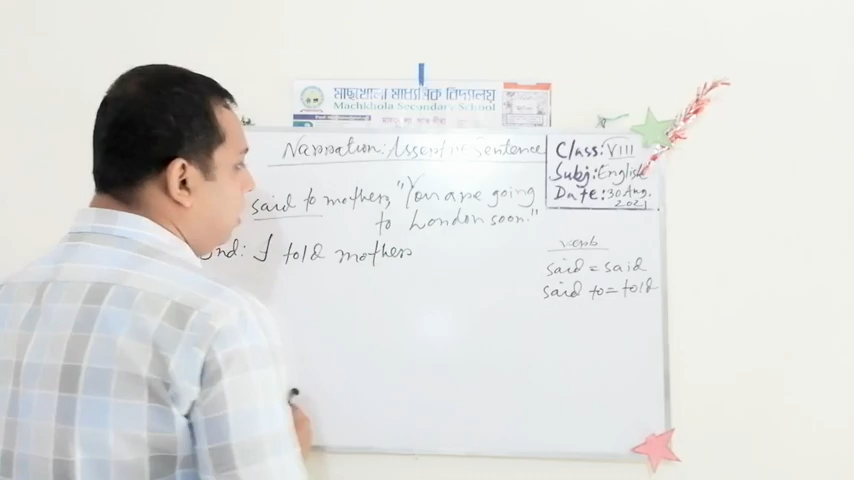 মাছখোলা মাধ্যমিক বিদ্যালয়
Machkhola Secondary School
Narration: Assertive Sentence
Class: VIII
Subj: English
Date: 30 Aug. 2021
said to mother, "You are going
to London soon."
Ind: I told mother
verb
said = said
said to = told